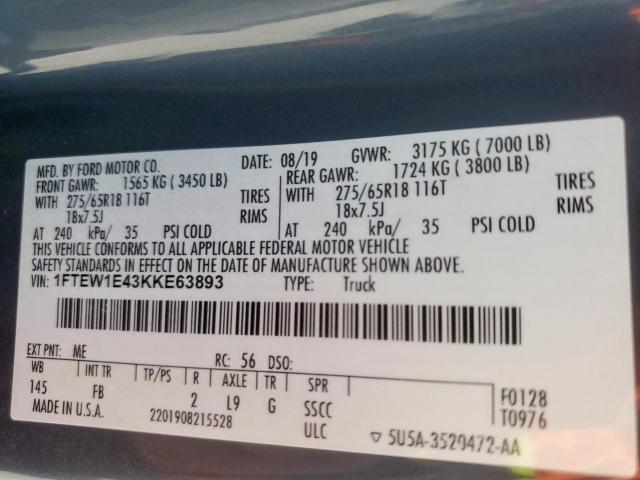 MFD. BY FORD MOTOR CO. DATE: 08/19 GVWR: 3175 KG ( 7000 LB)
FRONT GAWR: 1565 KG ( 3450 LB) REAR GAWR: 1724 KG ( 3800 LB)
WITH 275/65R18 116T TIRES WITH 275/65R18 116T TIRES
18x7.5J RIMS 18x7.5J RIMS
AT 240 kPa/ 35 PSI COLD AT 240 kPa/ 35 PSI COLD
THIS VEHICLE CONFORMS TO ALL APPLICABLE FEDERAL MOTOR VEHICLE
SAFETY STANDARDS IN EFFECT ON THE DATE OF MANUFACTURE SHOWN ABOVE.
VIN: 1FTEW1E43KKE63893 TYPE: Truck
EXT PNT: ME RC: 56 DSO:
WB INT TR TP/PS R AXLE TR SPR
145 FB 2 L9 G SSCC F0128
MADE IN U.S.A. 2201908215528 ULC T0976
5U5A-3520472-AA